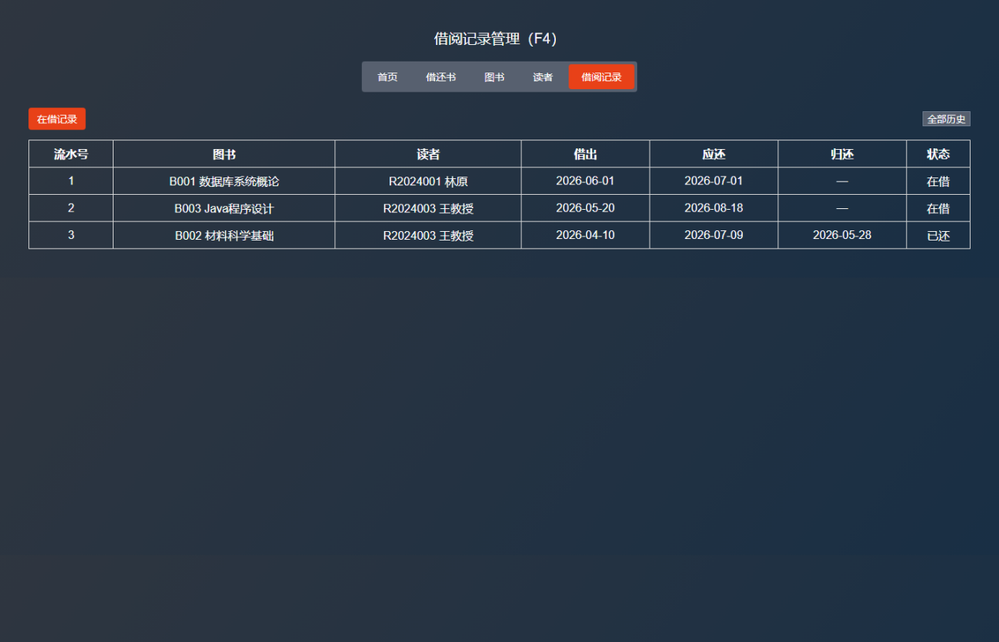 借阅记录管理（F4）
首页 借还书 图书 读者 借阅记录
在借记录 全部历史
流水号 图书 读者 借出 应还 归还 状态
1 B001 数据库系统概论 R2024001 林原 2026-06-01 2026-07-01 — 在借
2 B003 Java程序设计 R2024003 王教授 2026-05-20 2026-08-18 — 在借
3 B002 材料科学基础 R2024003 王教授 2026-04-10 2026-07-09 2026-05-28 已还